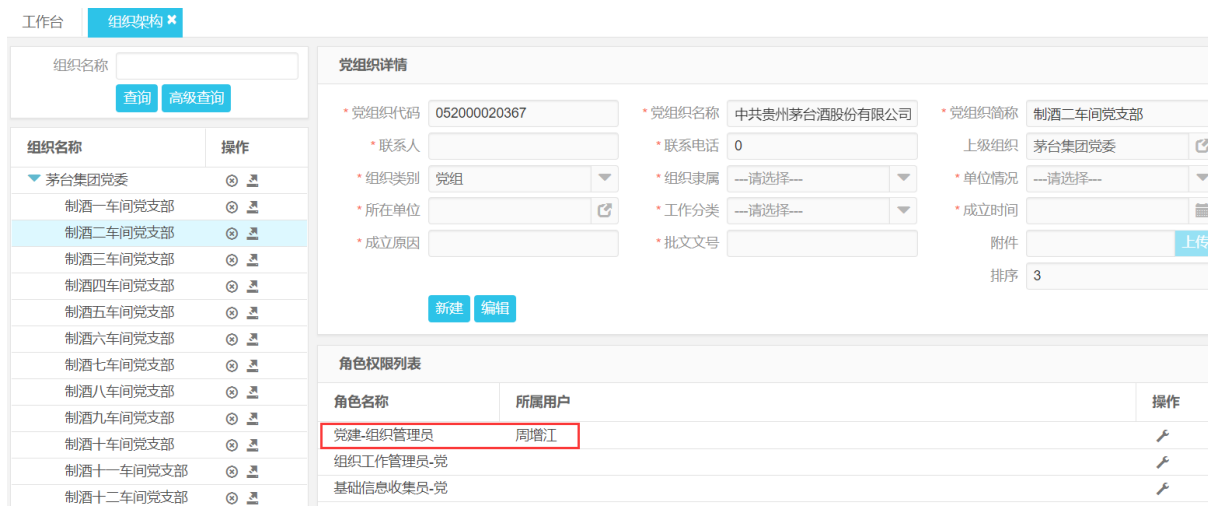 工作台 组织架构 ✖
组织名称
查询 高级查询
组织名称 操作
茅台集团党委
制酒一车间党支部
制酒二车间党支部
制酒三车间党支部
制酒四车间党支部
制酒五车间党支部
制酒六车间党支部
制酒七车间党支部
制酒八车间党支部
制酒九车间党支部
制酒十车间党支部
制酒十一车间党支部
制酒十二车间党支部
党组织详情
* 党组织代码 052000020367 * 党组织名称 中共贵州茅台酒股份有限公司 * 党组织简称 制酒二车间党支部
* 联系人 * 联系电话 0 上级组织 茅台集团党委
* 组织类别 党组 * 组织隶属 ---请选择--- * 单位情况 ---请选择---
* 所在单位 * 工作分类 ---请选择--- * 成立时间
* 成立原因 * 批文文号 附件 上传
排序 3
新建 编辑
角色权限列表
角色名称 所属用户 操作
党建-组织管理员 周增江
组织工作管理员-党
基础信息收集员-党